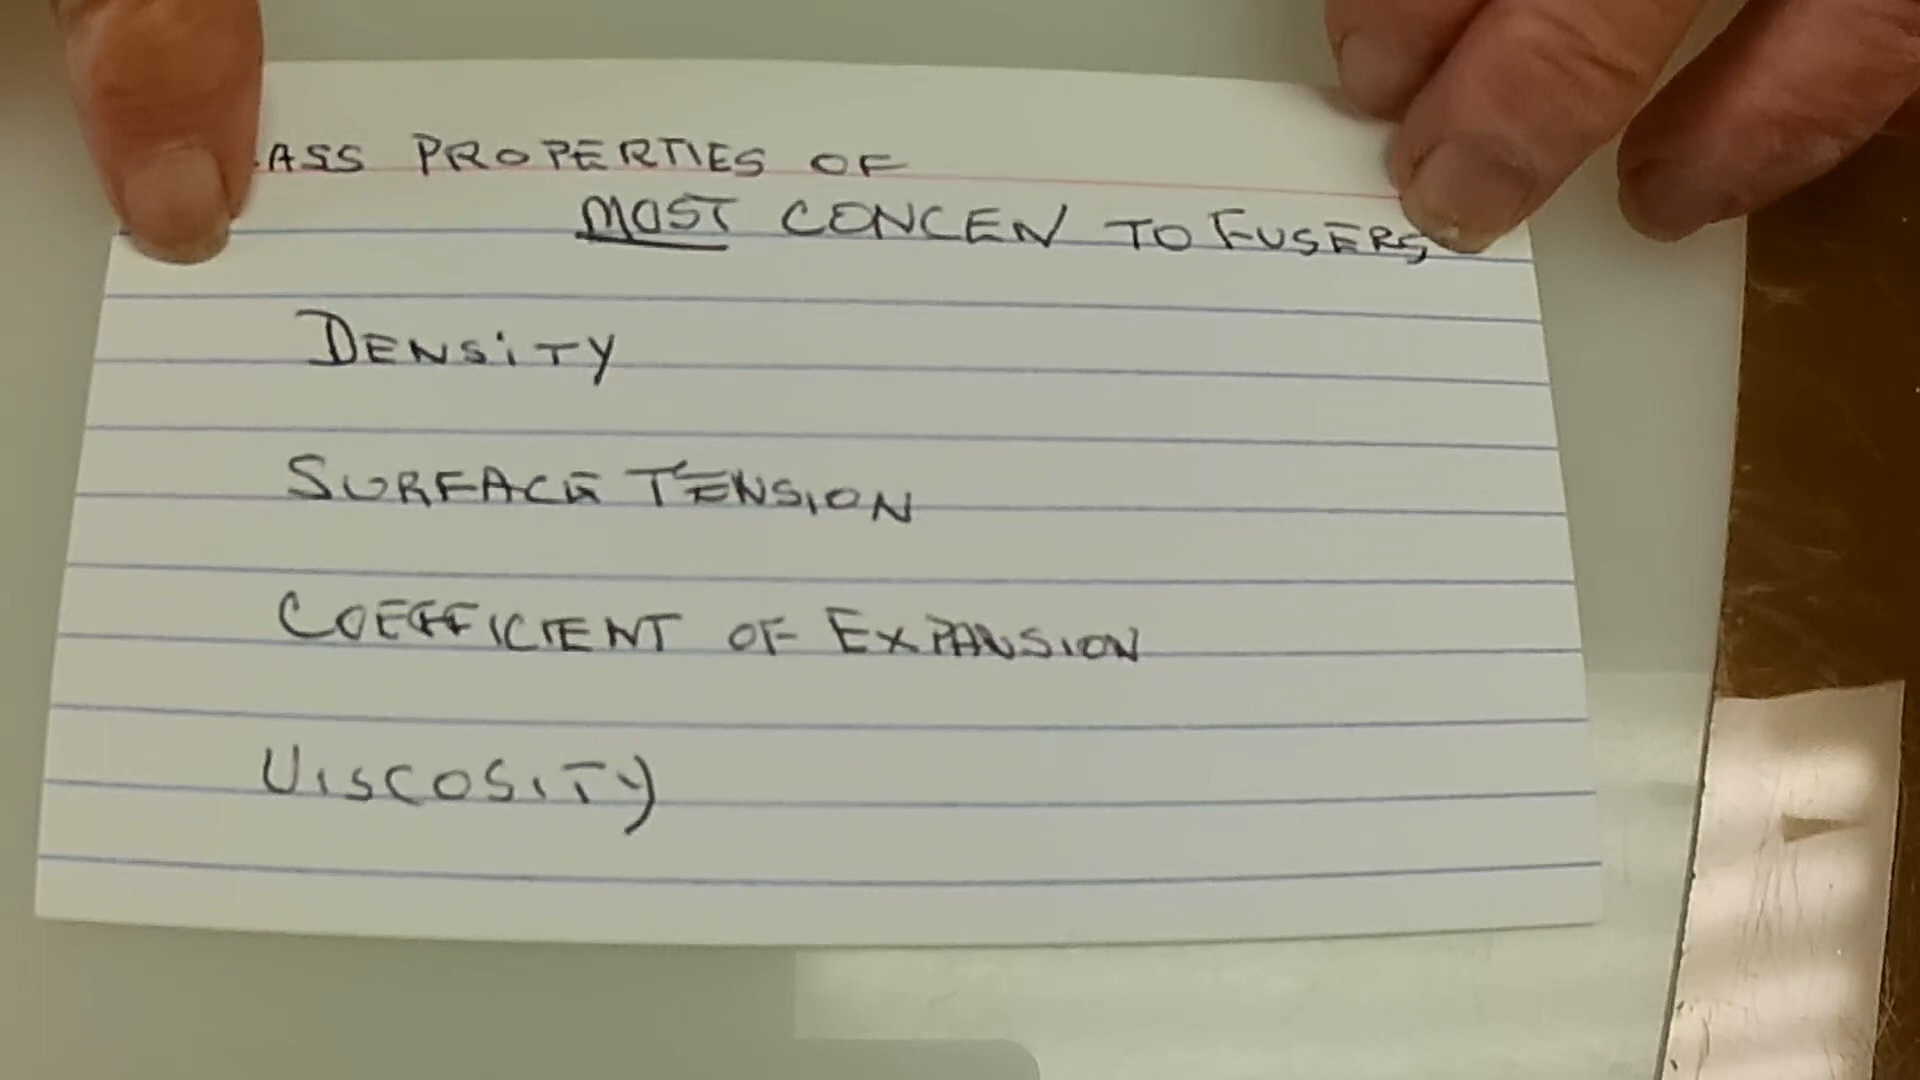 ASS PROPERTIES OF
MOST CONCEN TO FUSERS
DENSiTY
SURFACE TENSION
COEFFICIENT OF EXPANSION
VISCOSITY